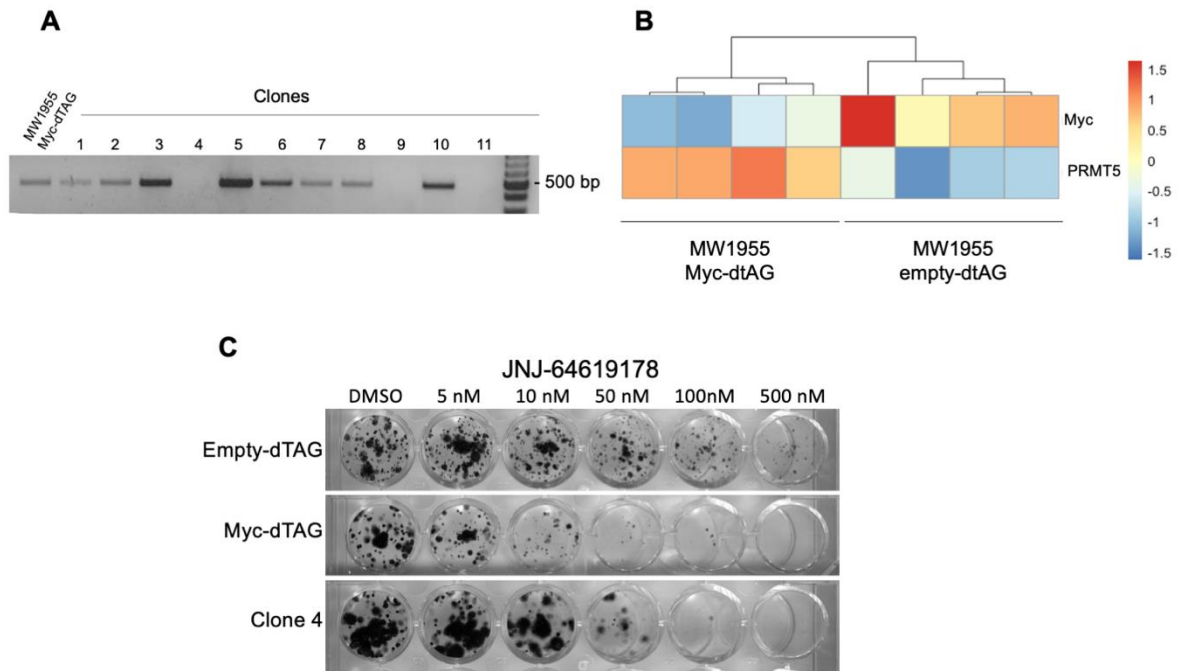 A
MW1955
Myc-dTAG
Clones
1 2 3 4 5 6 7 8 9 10 11
- 500 bp
B
Myc
PRMT5
1.5
1
0.5
0
-0.5
-1
-1.5
MW1955
Myc-dtAG
MW1955
empty-dtAG
C
JNJ-64619178
DMSO 5 nM 10 nM 50 nM 100nM 500 nM
Empty-dTAG
Myc-dTAG
Clone 4